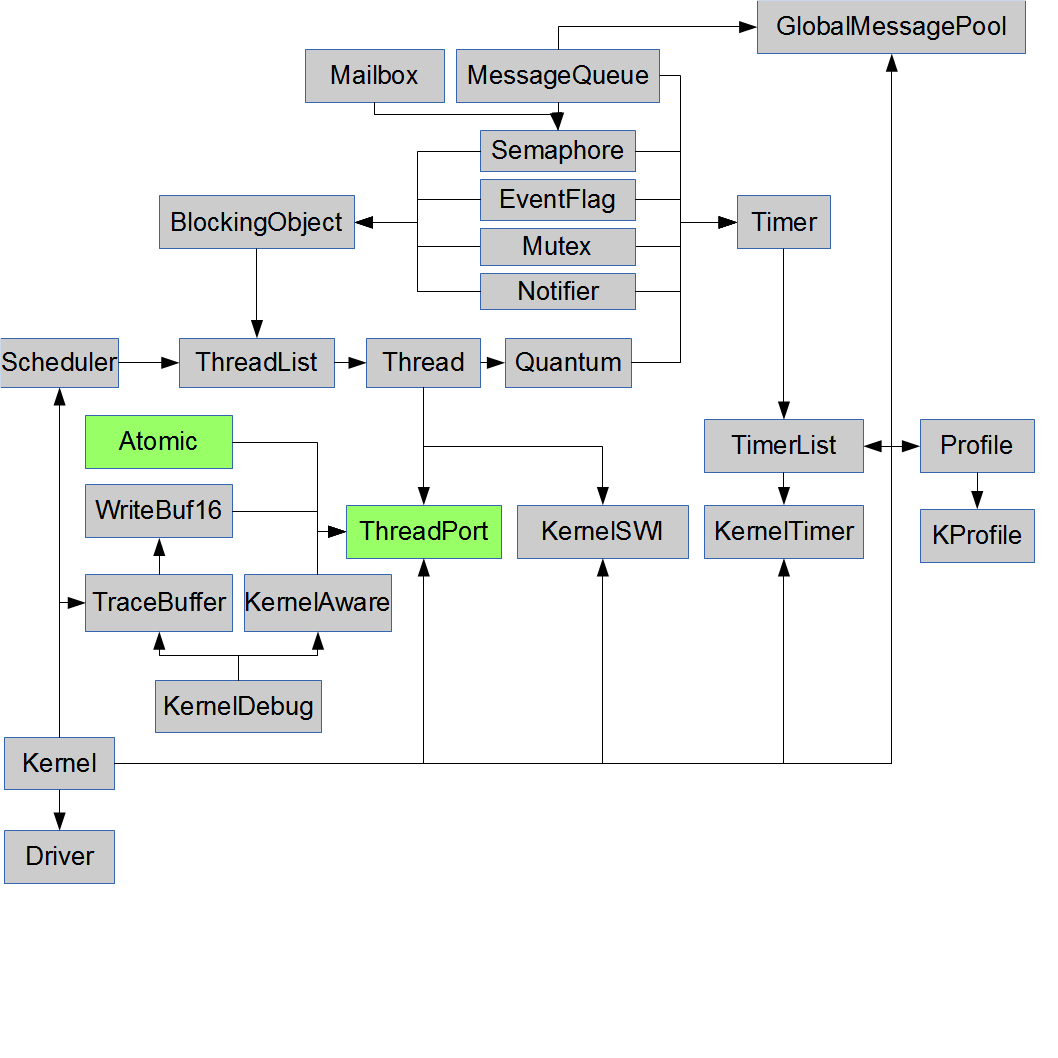 GlobalMessagePool
Mailbox
MessageQueue
Semaphore
EventFlag
BlockingObject
Timer
Mutex
Notifier
Scheduler
ThreadList
Thread
Quantum
Atomic
TimerList
Profile
WriteBuf16
ThreadPort
KernelSWI
KernelTimer
KProfile
TraceBuffer
KernelAware
KernelDebug
Kernel
Driver